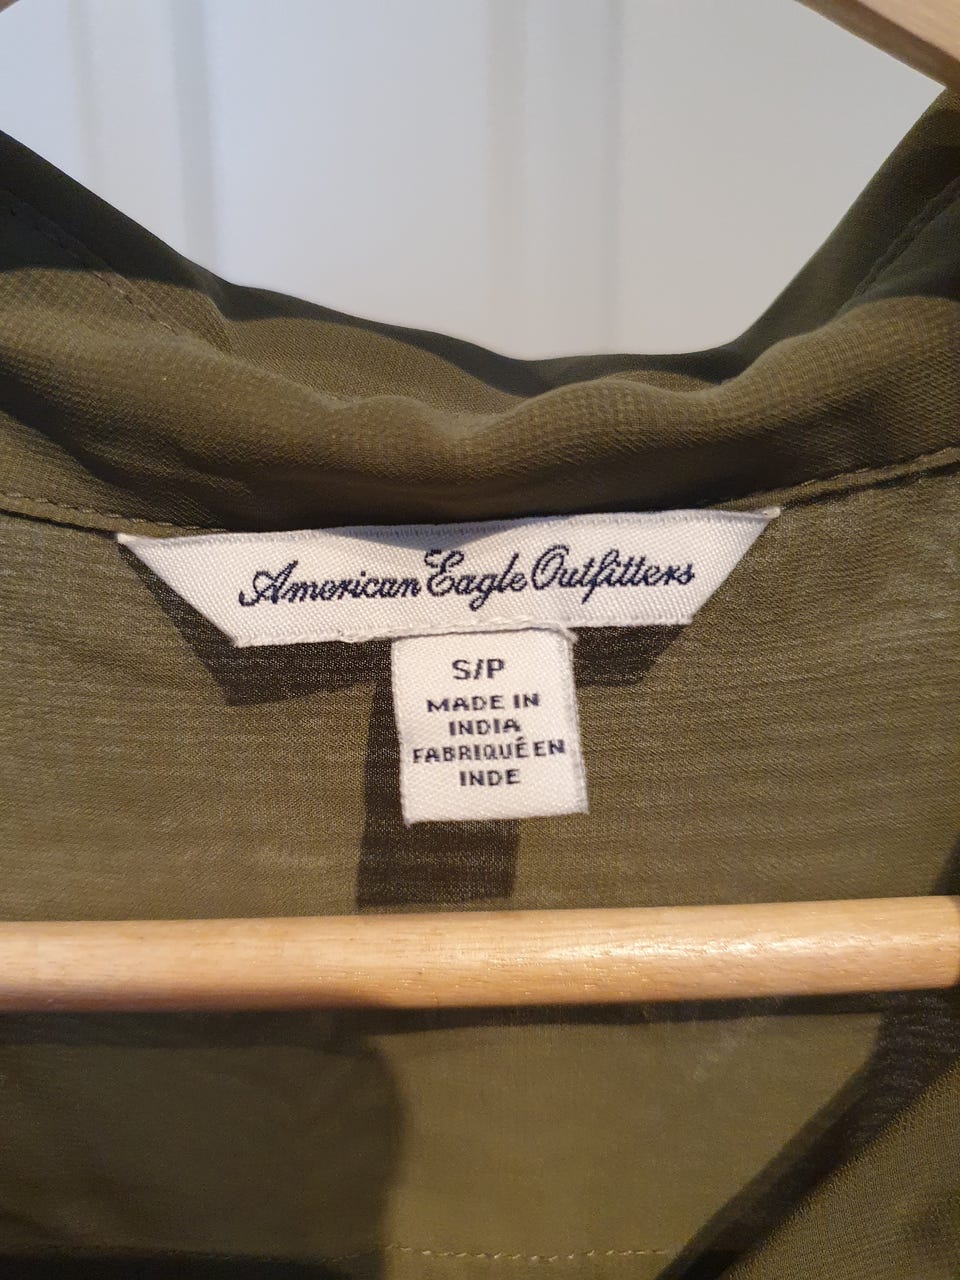 American Eagle Outfitters
S/P
MADE IN
INDIA
FABRIQUÉ EN
INDE